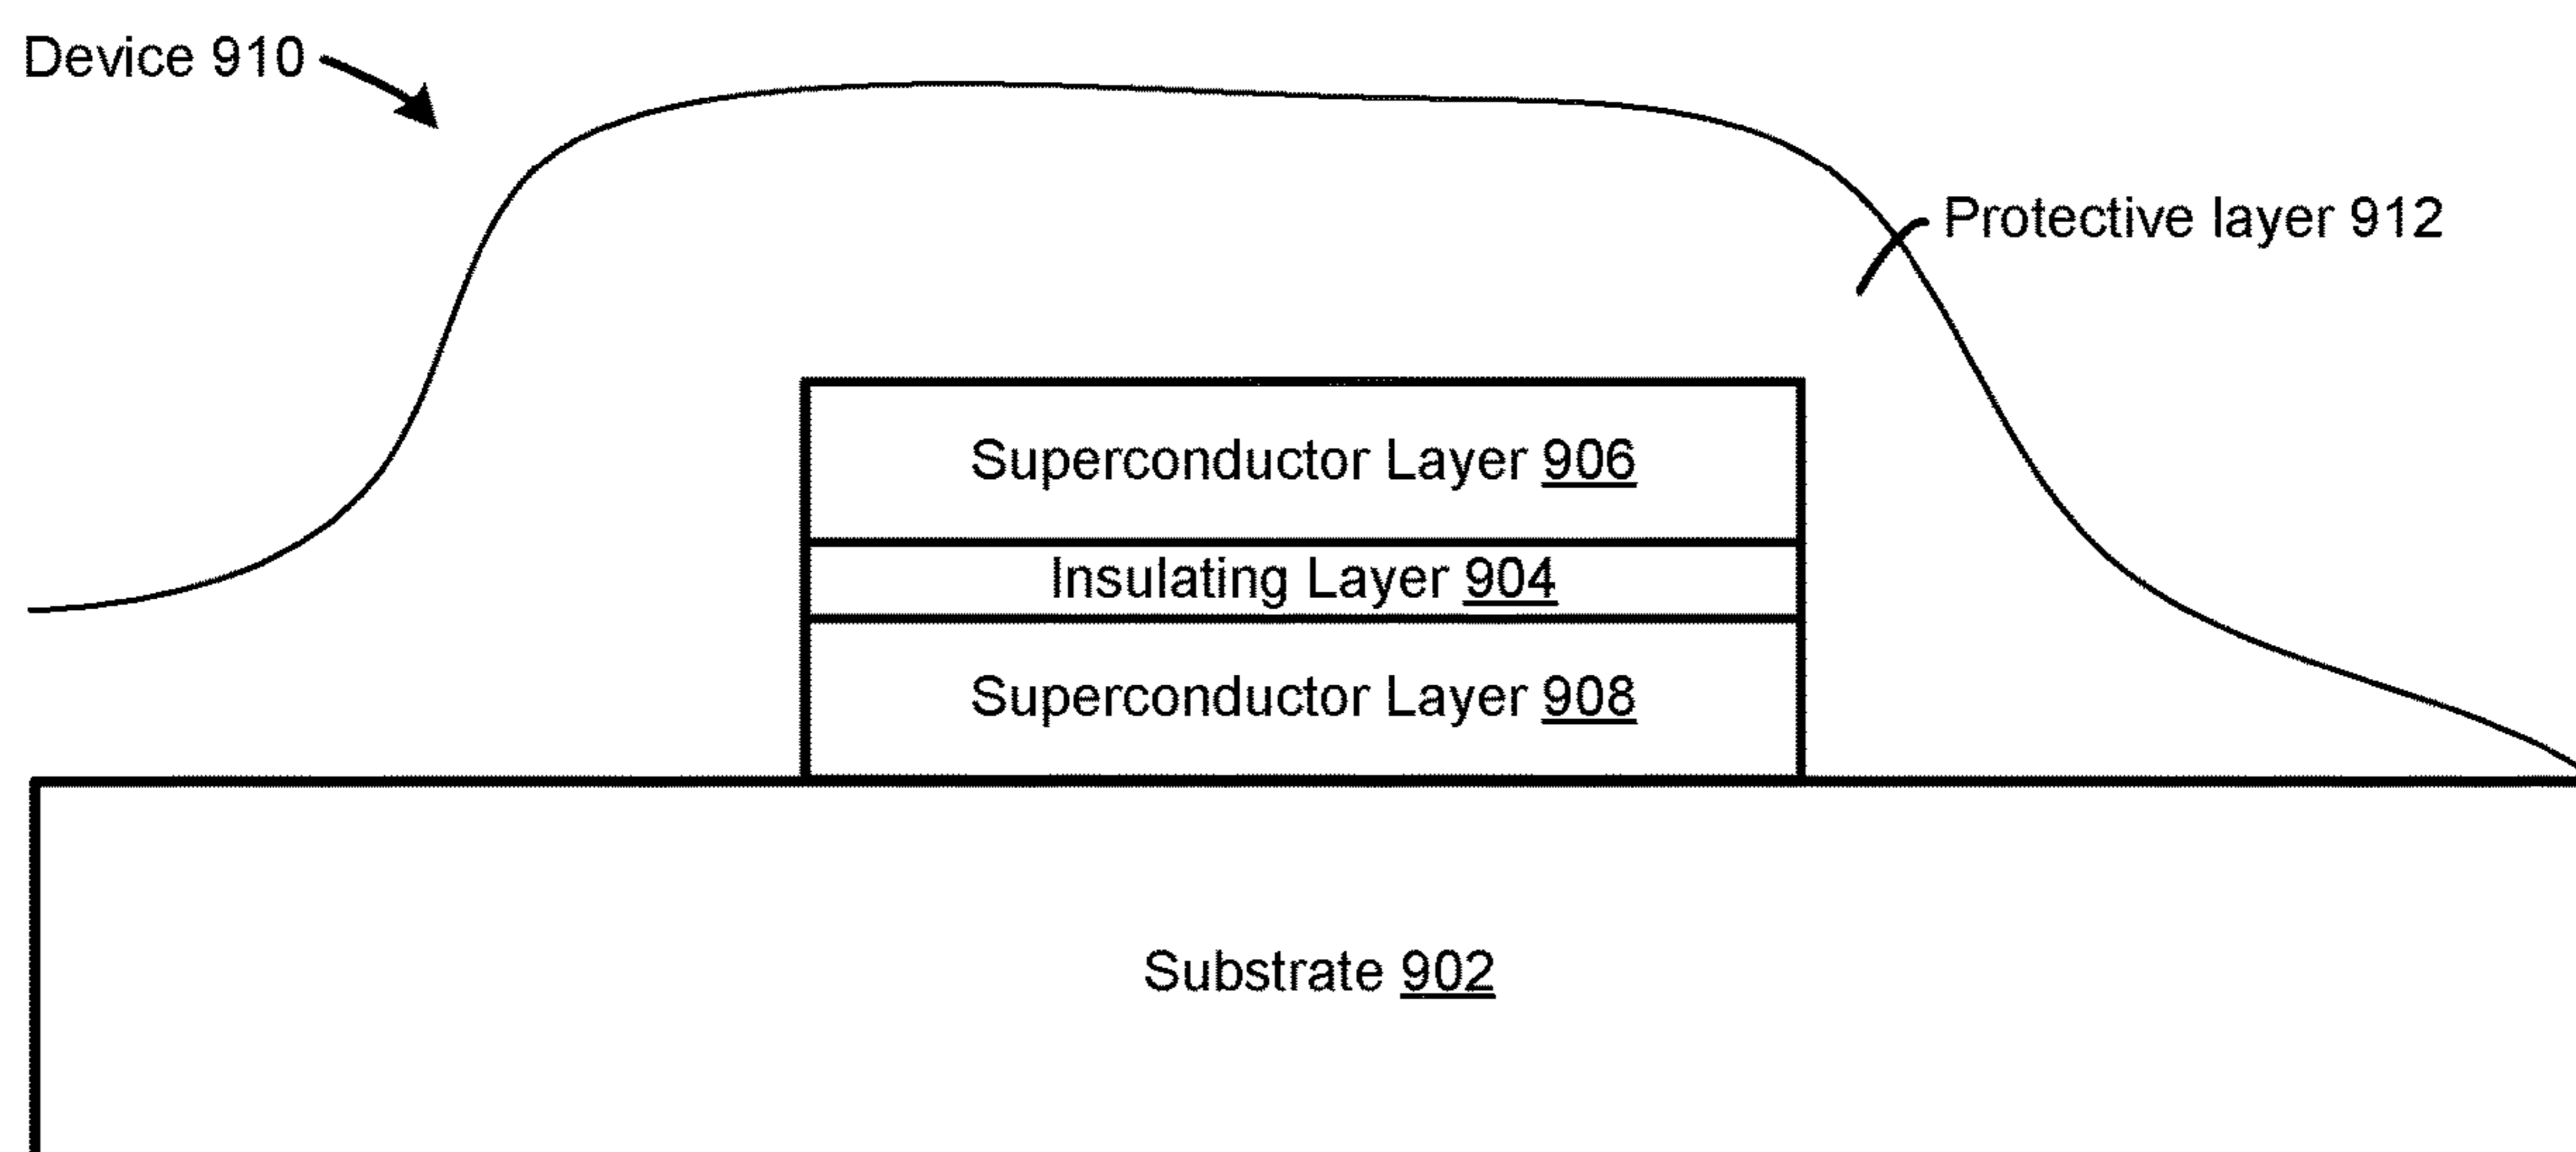 Device 910
Protective layer 912
Superconductor Layer 906
Insulating Layer 904
Superconductor Layer 908
Substrate 902